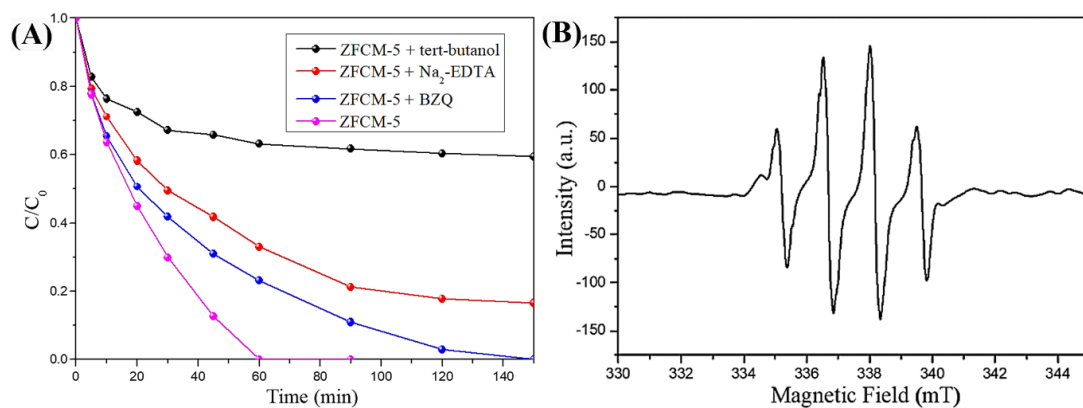 (A)
ZFCM-5 + tert-butanol
ZFCM-5 + Na₂-EDTA
ZFCM-5 + BZQ
ZFCM-5
1.0
0.8
0.6
0.4
0.2
0.0
C/C₀
0 20 40 60 80 100 120 140
Time (min)
(B)
150
100
50
0
-50
-100
-150
Intensity (a.u.)
330 332 334 336 338 340 342 344
Magnetic Field (mT)